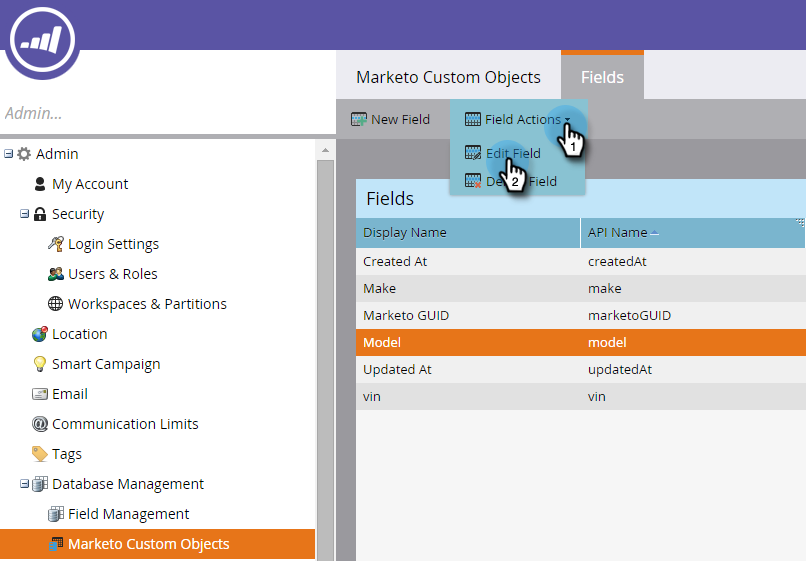 Marketo Custom Objects
Fields
Admin...
New Field
Field Actions
1
Edit Field
2
Field
Admin
My Account
Security
Login Settings
Users & Roles
Workspaces & Partitions
Location
Smart Campaign
Email
Communication Limits
Tags
Database Management
Field Management
Marketo Custom Objects
Fields
Display Name API Name
Created At createdAt
Make make
Marketo GUID marketoGUID
Model model
Updated At updatedAt
vin vin